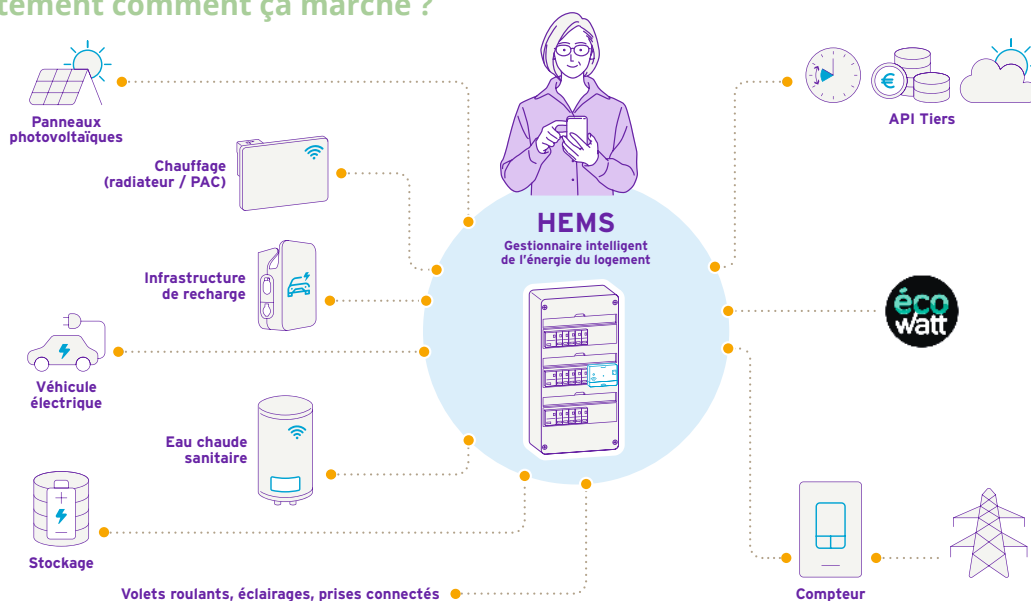 tement comment ça marche ?
Panneaux
photovoltaïques
Chauffage
(radiateur / PAC)
Infrastructure
de recharge
Véhicule
électrique
Eau chaude
sanitaire
Stockage
Volets roulants, éclairages, prises connectés
HEMS
Gestionnaire intelligent
de l'énergie du logement
€
API Tiers
éco
watt
Compteur